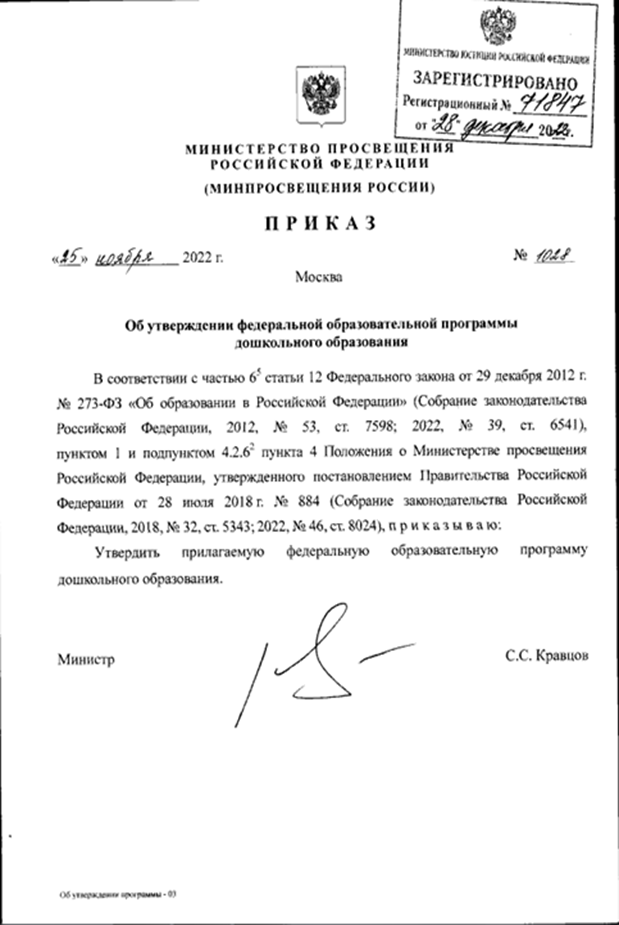 МИНИСТЕРСТВО ЮСТИЦИИ РОССИЙСКОЙ ФЕДЕРАЦИИ
ЗАРЕГИСТРИРОВАНО
Регистрационный № 71847
от "28" декабря 2022г.
МИНИСТЕРСТВО ПРОСВЕЩЕНИЯ
РОССИЙСКОЙ ФЕДЕРАЦИИ
(МИНПРОСВЕЩЕНИЯ РОССИИ)
ПРИКАЗ
«25» ноября 2022 г. № 1028
Москва
Об утверждении федеральной образовательной программы
дошкольного образования
В соответствии с частью 6⁵ статьи 12 Федерального закона от 29 декабря 2012 г.
№ 273-ФЗ «Об образовании в Российской Федерации» (Собрание законодательства
Российской Федерации, 2012, № 53, ст. 7598; 2022, № 39, ст. 6541),
пунктом 1 и подпунктом 4.2.6² пункта 4 Положения о Министерстве просвещения
Российской Федерации, утвержденного постановлением Правительства Российской
Федерации от 28 июля 2018 г. № 884 (Собрание законодательства Российской
Федерации, 2018, № 32, ст. 5343; 2022, № 46, ст. 8024), п р и к а з ы в а ю:
Утвердить прилагаемую федеральную образовательную программу
дошкольного образования.
Министр С.С. Кравцов
Об утверждении программы - 03